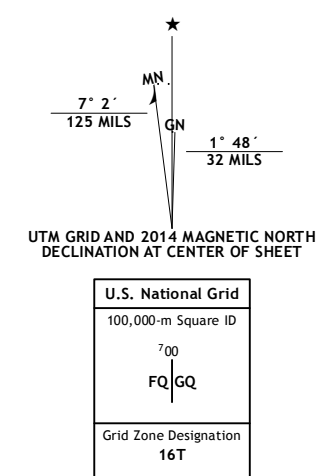 ★
MN
7° 2´
125 MILS
GN
1° 48´
32 MILS
UTM GRID AND 2014 MAGNETIC NORTH
DECLINATION AT CENTER OF SHEET
U.S. National Grid
100,000-m Square ID
⁷00
FQ GQ
Grid Zone Designation
16T